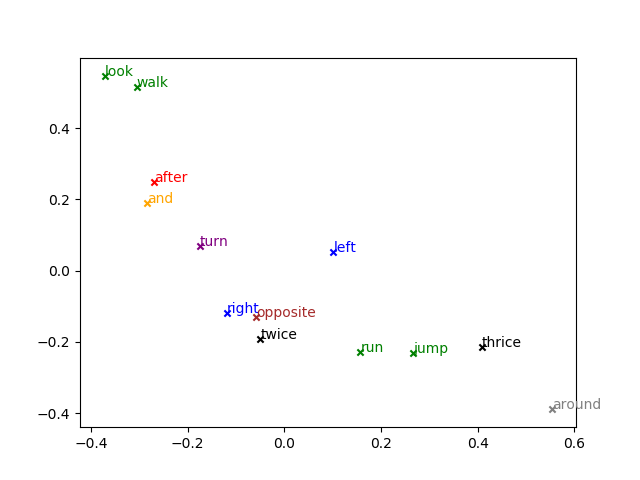 look
walk
0.4
after
0.2
and
turn
left
0.0
right
opposite
twice
−0.2
run
jump
thrice
around
−0.4
−0.4
−0.2
0.0
0.2
0.4
0.6